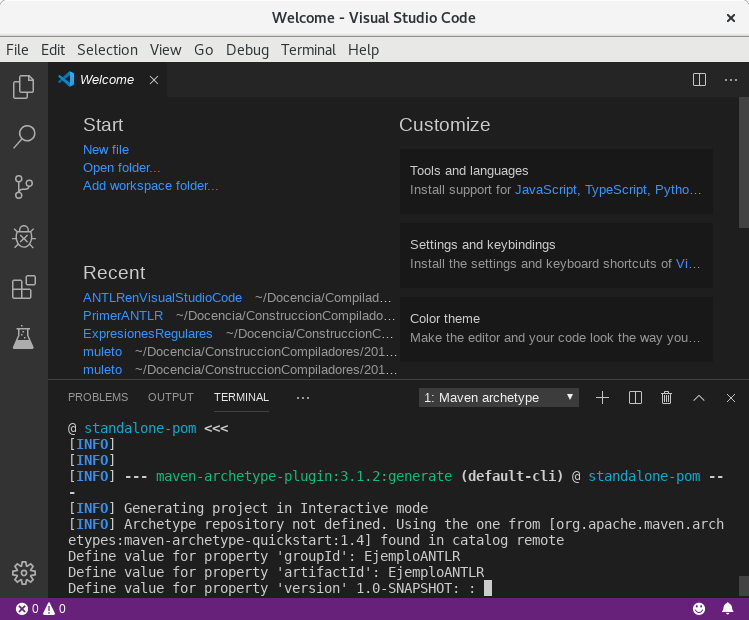 Welcome - Visual Studio Code
File Edit Selection View Go Debug Terminal Help
Welcome
Start
New file
Open folder...
Add workspace folder...
Recent
ANTLRenVisualStudioCode ~/Docencia/Compilad...
PrimerANTLR ~/Docencia/ConstruccionCompilado...
ExpresionesRegulares ~/Docencia/ConstruccionC...
muleto ~/Docencia/ConstruccionCompiladores/201...
muleto ~/Docencia/ConstruccionCompiladores/201...
Customize
Tools and languages
Install support for JavaScript, TypeScript, Pytho...
Settings and keybindings
Install the settings and keyboard shortcuts of Vi...
Color theme
Make the editor and your code look the way you...
PROBLEMS OUTPUT TERMINAL ... 1: Maven archetype
@ standalone-pom <<<
[INFO]
[INFO]
[INFO] --- maven-archetype-plugin:3.1.2:generate (default-cli) @ standalone-pom --
-
[INFO] Generating project in Interactive mode
[INFO] Archetype repository not defined. Using the one from [org.apache.maven.arch
etypes:maven-archetype-quickstart:1.4] found in catalog remote
Define value for property 'groupId': EjemploANTLR
Define value for property 'artifactId': EjemploANTLR
Define value for property 'version' 1.0-SNAPSHOT: :
0 0